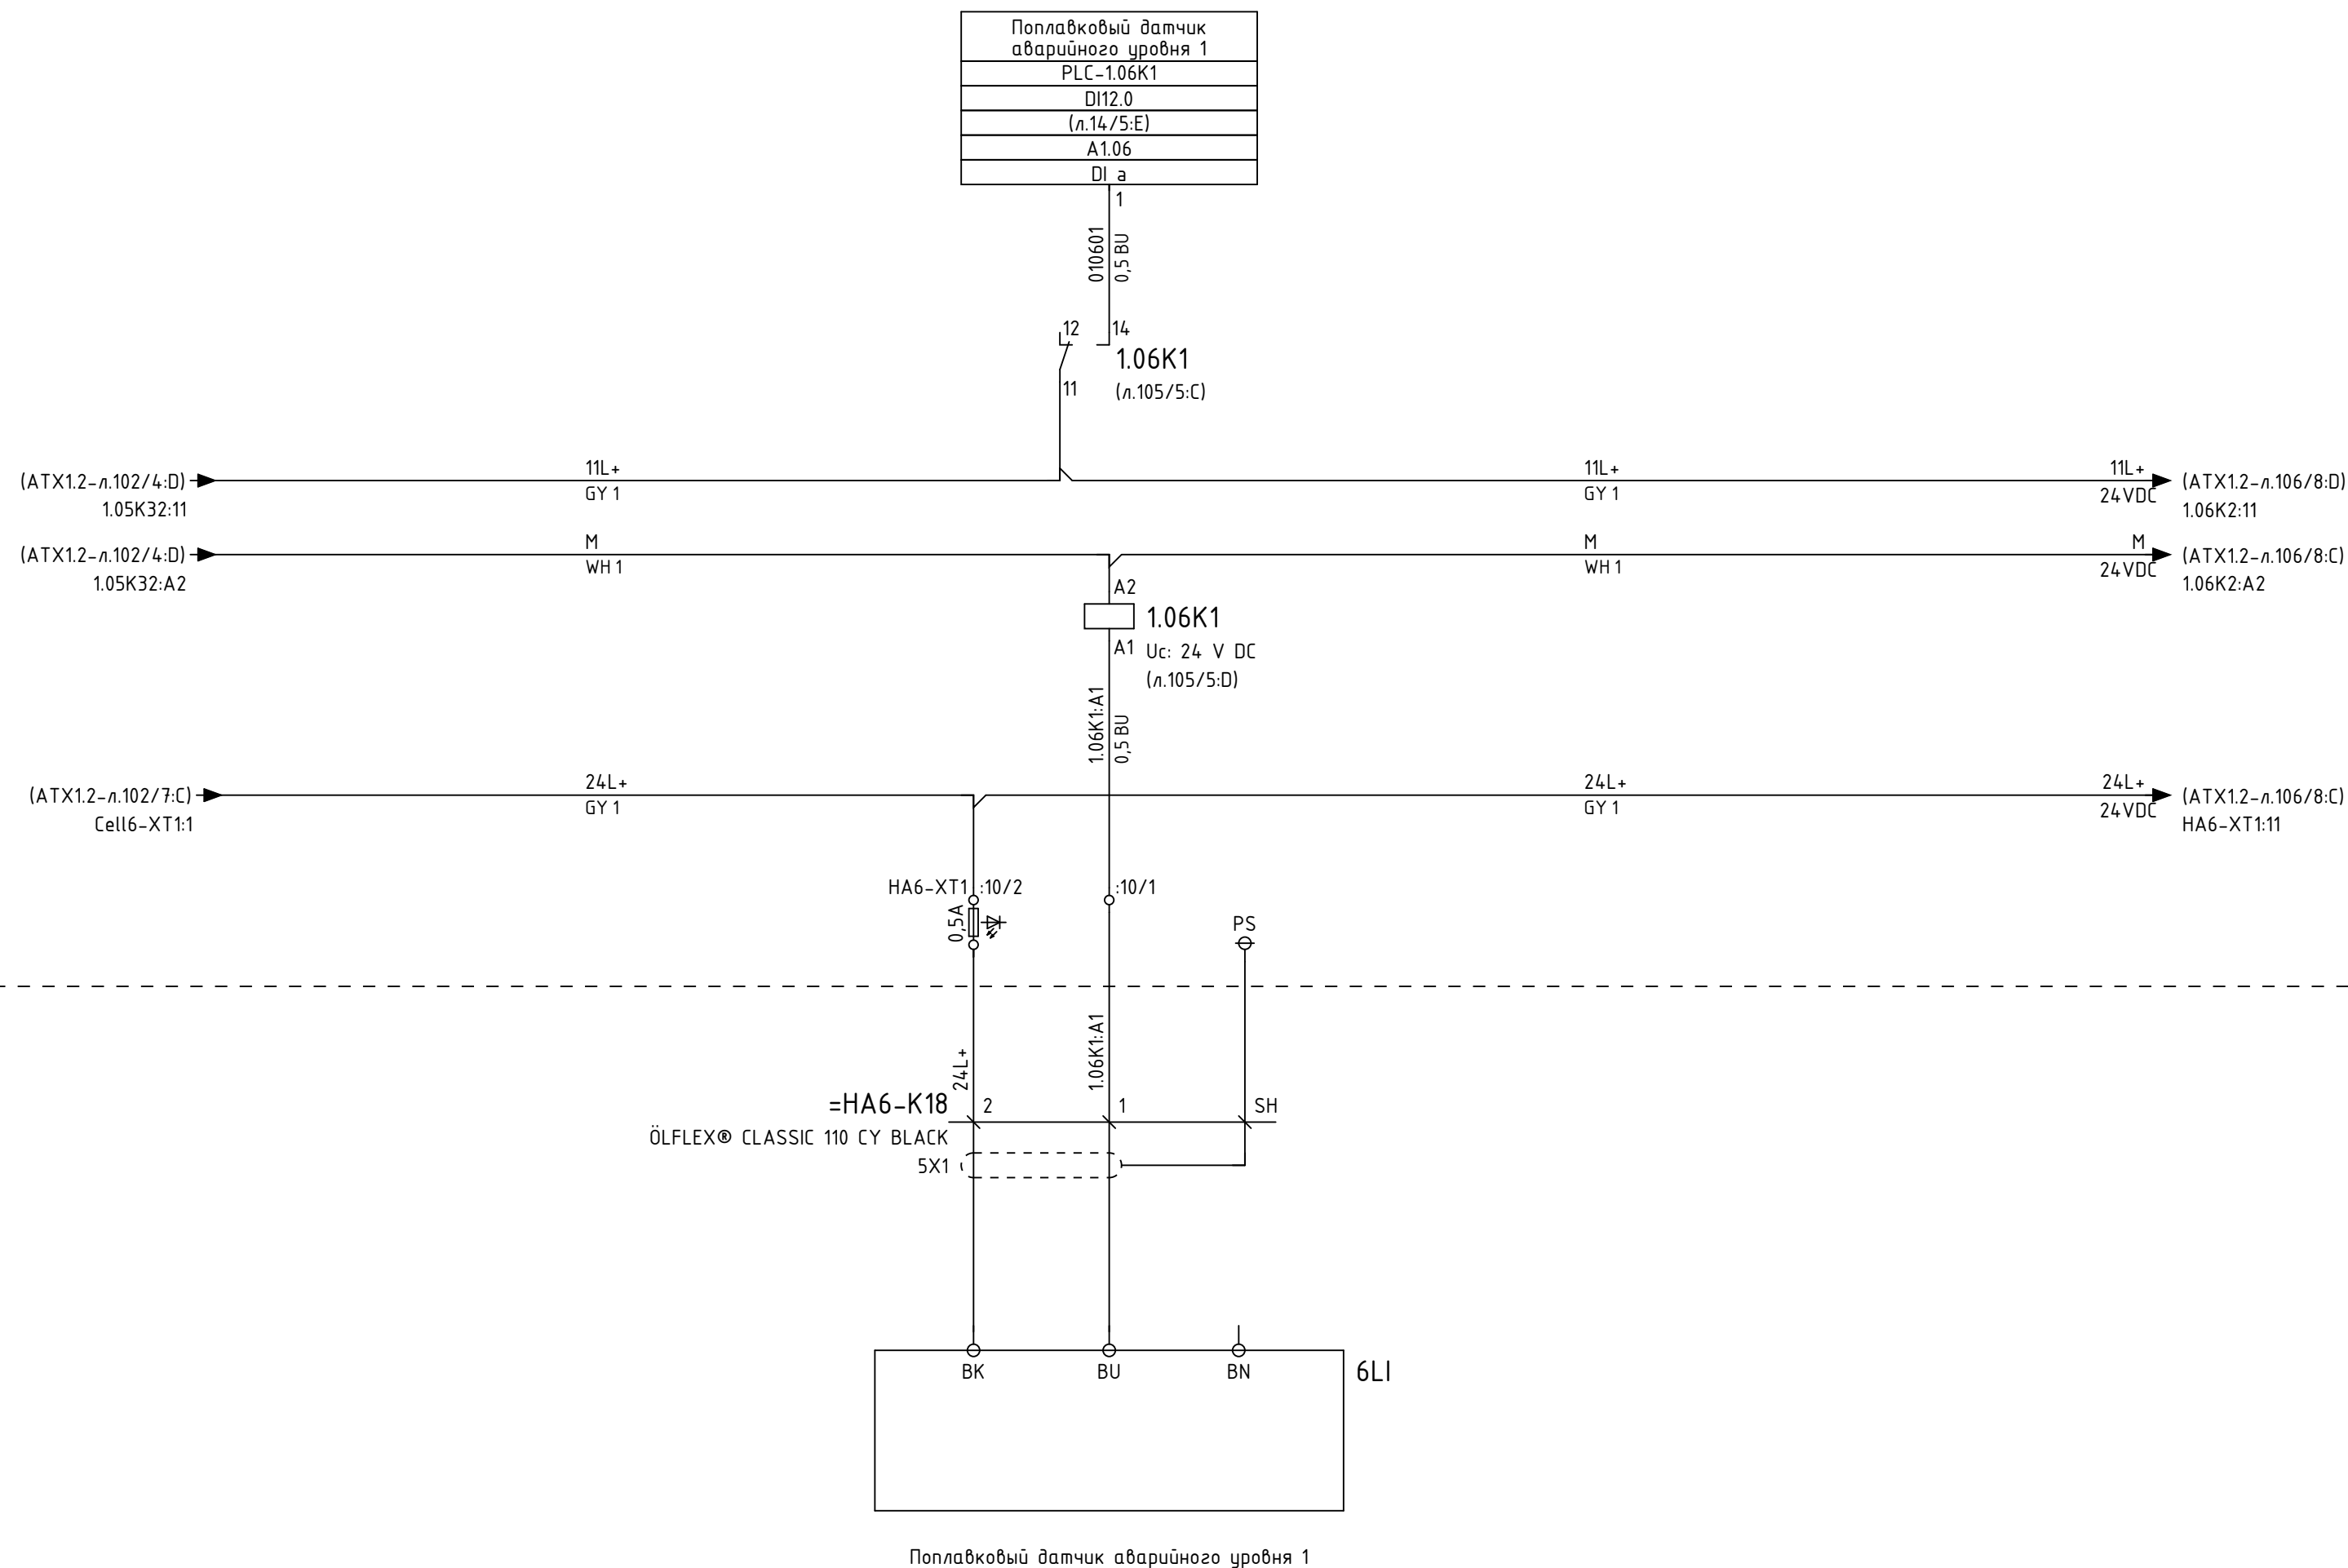 Поплавковый датчик
аварийного уровня 1
PLC-1.06K1
DI12.0
(л.14/5:E)
A1.06
DI a
1
010601
0,5 BU
12
14
1.06K1
(л.105/5:C)
11
11L+
11L+
11L+
(ATX1.2-л.102/4:D)
GY 1
GY 1
24VDC
(ATX1.2-л.106/8:D)
1.05K32:11
1.06K2:11
M
M
M
(ATX1.2-л.102/4:D)
WH 1
WH 1
24VDC
(ATX1.2-л.106/8:C)
1.05K32:A2
1.06K2:A2
A2
1.06K1
A1
Uc: 24 V DC
(л.105/5:D)
1.06K1:A1
0,5 BU
24L+
24L+
24L+
(ATX1.2-л.102/7:C)
GY 1
GY 1
24VDC
(ATX1.2-л.106/8:C)
Cell6-XT1:1
HA6-XT1:11
HA6-XT1
:10/2
:10/1
0,5A
PS
24L+
1.06K1:A1
=HA6-K18
2
1
SH
ÖLFLEX® CLASSIC 110 CY BLACK
5X1
BK
BU
BN
6LI
Поплавковый датчик аварийного уровня 1